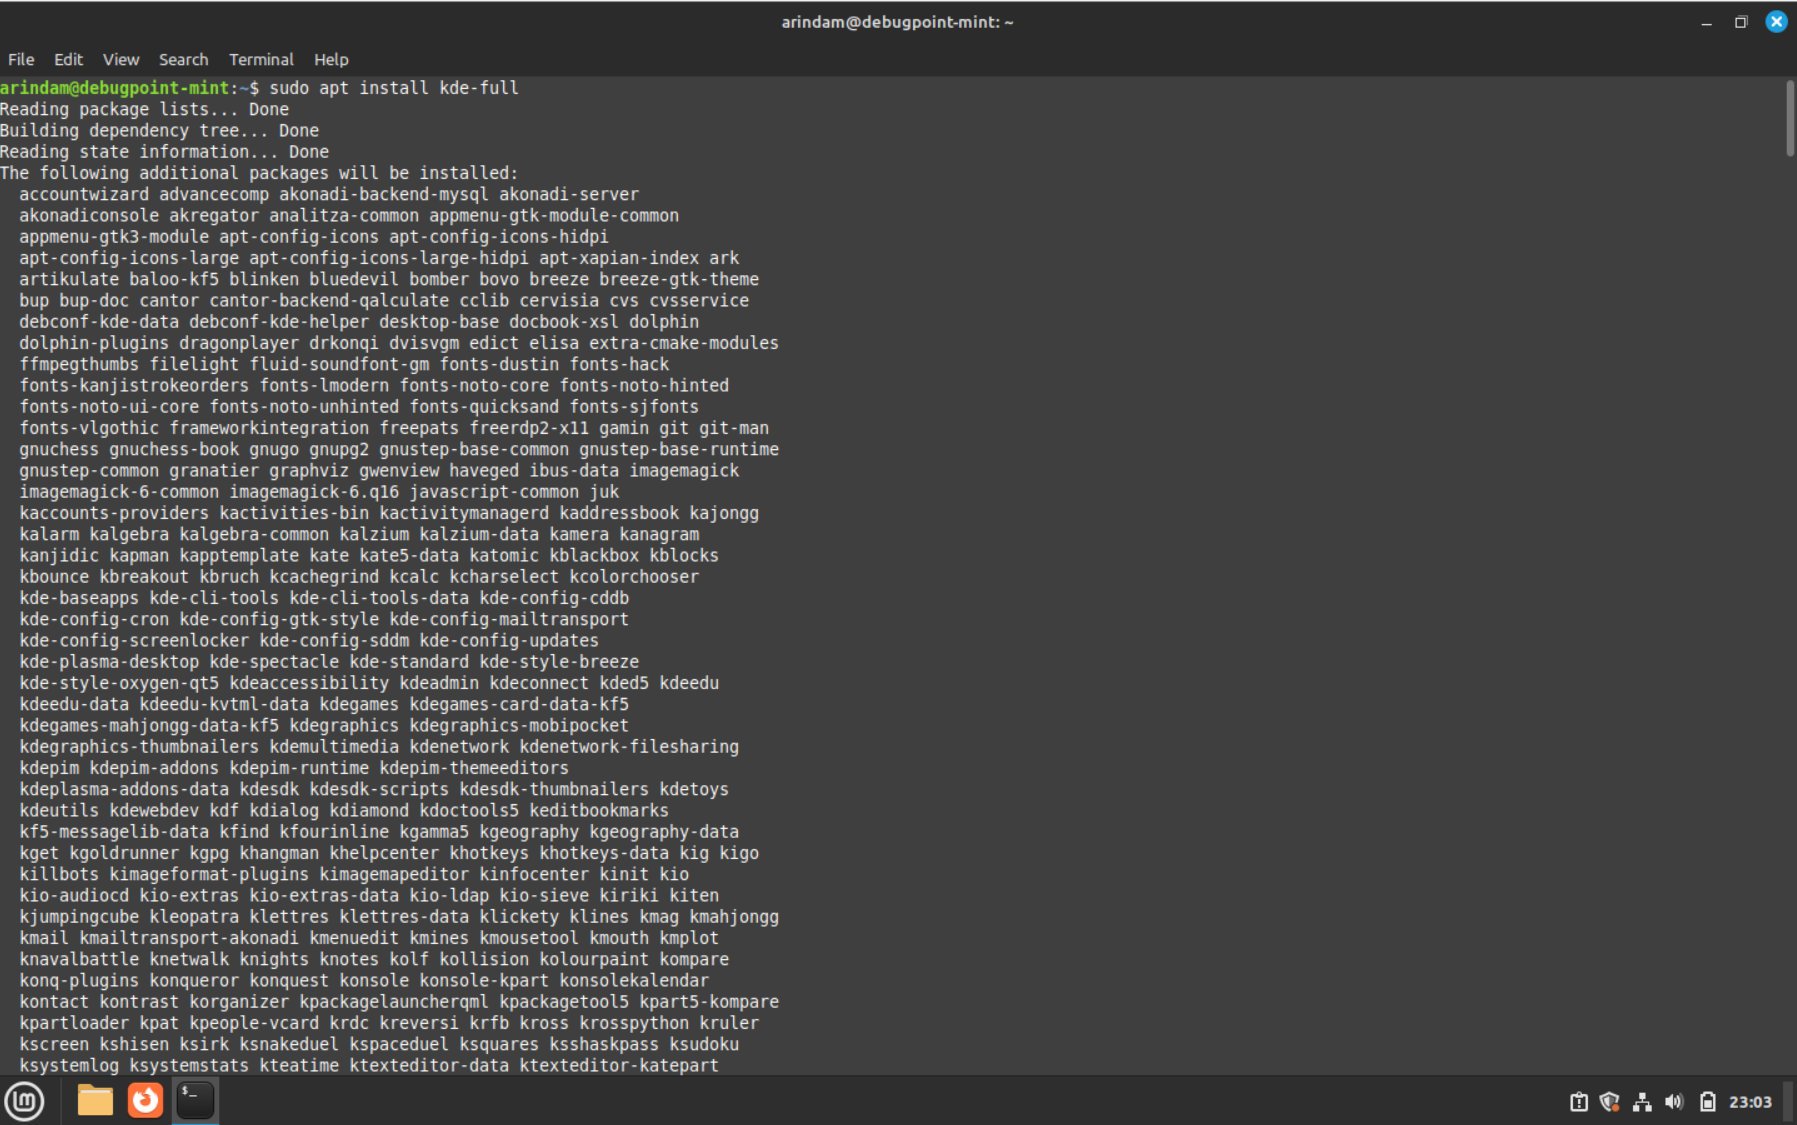 arindam@debugpoint-mint: ~
File Edit View Search Terminal Help
arindam@debugpoint-mint:~$ sudo apt install kde-full
Reading package lists... Done
Building dependency tree... Done
Reading state information... Done
The following additional packages will be installed:
  accountwizard advancecomp akonadi-backend-mysql akonadi-server
  akonadiconsole akregator analitza-common appmenu-gtk-module-common
  appmenu-gtk3-module apt-config-icons apt-config-icons-hidpi
  apt-config-icons-large apt-config-icons-large-hidpi apt-xapian-index ark
  artikulate baloo-kf5 blinken bluedevil bomber bovo breeze breeze-gtk-theme
  bup bup-doc cantor cantor-backend-qalculate cclib cervisia cvs cvsservice
  debconf-kde-data debconf-kde-helper desktop-base docbook-xsl dolphin
  dolphin-plugins dragonplayer drkonqi dvisvgm edict elisa extra-cmake-modules
  ffmpegthumbs filelight fluid-soundfont-gm fonts-dustin fonts-hack
  fonts-kanjistrokeorders fonts-lmodern fonts-noto-core fonts-noto-hinted
  fonts-noto-ui-core fonts-noto-unhinted fonts-quicksand fonts-sjfonts
  fonts-vlgothic frameworkintegration freepats freerdp2-x11 gamin git git-man
  gnuchess gnuchess-book gnugo gnupg2 gnustep-base-common gnustep-base-runtime
  gnustep-common granatier graphviz gwenview haveged ibus-data imagemagick
  imagemagick-6-common imagemagick-6.q16 javascript-common juk
  kaccounts-providers kactivities-bin kactivitymanagerd kaddressbook kajongg
  kalarm kalgebra kalgebra-common kalzium kalzium-data kamera kanagram
  kanjidic kapman kapptemplate kate kate5-data katomic kblackbox kblocks
  kbounce kbreakout kbruch kcachegrind kcalc kcharselect kcolorchooser
  kde-baseapps kde-cli-tools kde-cli-tools-data kde-config-cddb
  kde-config-cron kde-config-gtk-style kde-config-mailtransport
  kde-config-screenlocker kde-config-sddm kde-config-updates
  kde-plasma-desktop kde-spectacle kde-standard kde-style-breeze
  kde-style-oxygen-qt5 kdeaccessibility kdeadmin kdeconnect kded5 kdeedu
  kdeedu-data kdeedu-kvtml-data kdegames kdegames-card-data-kf5
  kdegames-mahjongg-data-kf5 kdegraphics kdegraphics-mobipocket
  kdegraphics-thumbnailers kdemultimedia kdenetwork kdenetwork-filesharing
  kdepim kdepim-addons kdepim-runtime kdepim-themeeditors
  kdeplasma-addons-data kdesdk kdesdk-scripts kdesdk-thumbnailers kdetoys
  kdeutils kdewebdev kdf kdialog kdiamond kdoctools5 keditbookmarks
  kf5-messagelib-data kfind kfourinline kgamma5 kgeography kgeography-data
  kget kgoldrunner kgpg khangman khelpcenter khotkeys khotkeys-data kig kigo
  killbots kimageformat-plugins kimagemapeditor kinfocenter kinit kio
  kio-audiocd kio-extras kio-extras-data kio-ldap kio-sieve kiriki kiten
  kjumpingcube kleopatra klettres klettres-data klickety klines kmag kmahjongg
  kmail kmailtransport-akonadi kmenuedit kmines kmousetool kmouth kmplot
  knavalbattle knetwalk knights knotes kolf kollision kolourpaint kompare
  konq-plugins konqueror konquest konsole konsole-kpart konsolekalendar
  kontact kontrast korganizer kpackagelauncherqml kpackagetool5 kpart5-kompare
  kpartloader kpat kpeople-vcard krdc kreversi krfb kross krosspython kruler
  kscreen kshisen ksirk ksnakeduel kspaceduel ksquares ksshaskpass ksudoku
  ksystemlog ksystemstats kteatime ktexteditor-data ktexteditor-katepart
$_
23:03